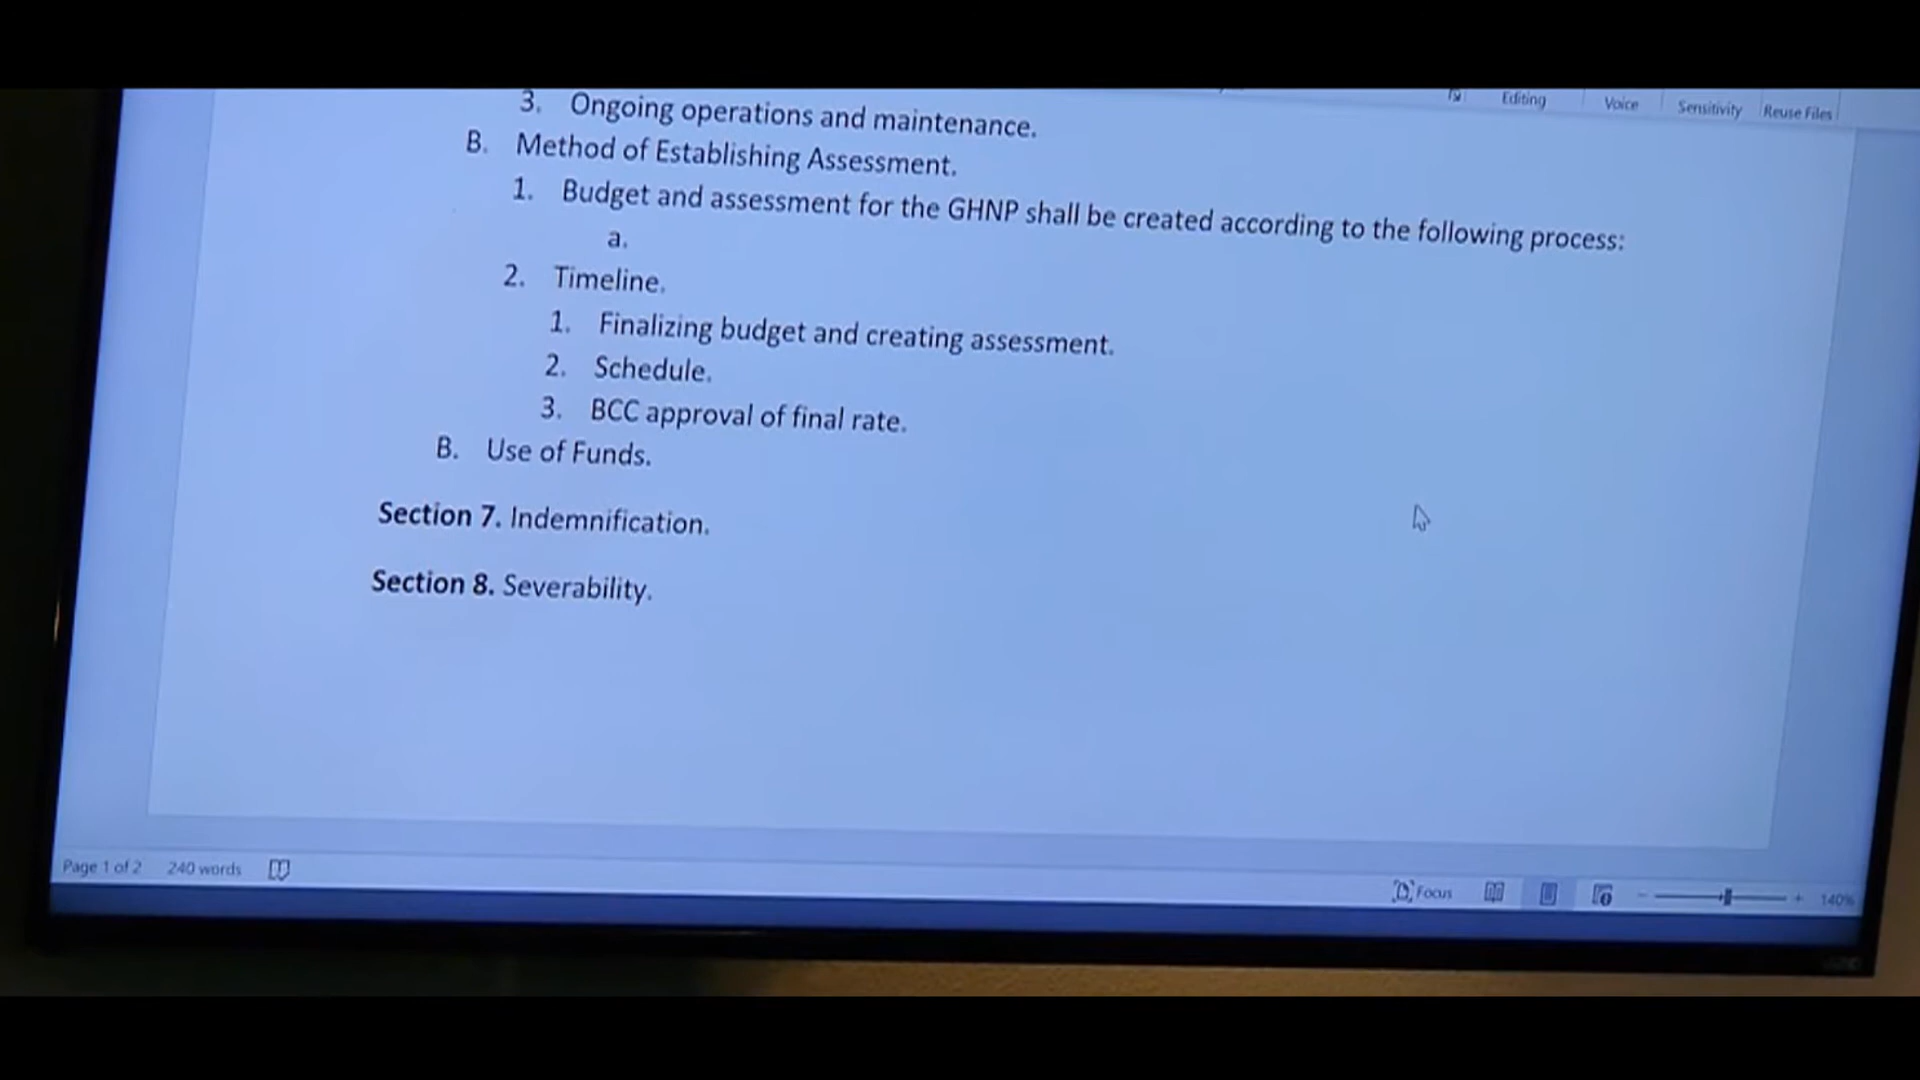 Editing Voice Sensitivity Reuse Files
3. Ongoing operations and maintenance.
B. Method of Establishing Assessment.
1. Budget and assessment for the GHNP shall be created according to the following process:
a.
2. Timeline.
1. Finalizing budget and creating assessment.
2. Schedule.
3. BCC approval of final rate.
B. Use of Funds.
Section 7. Indemnification.
Section 8. Severability.
Page 1 of 2 240 words Focus 140%